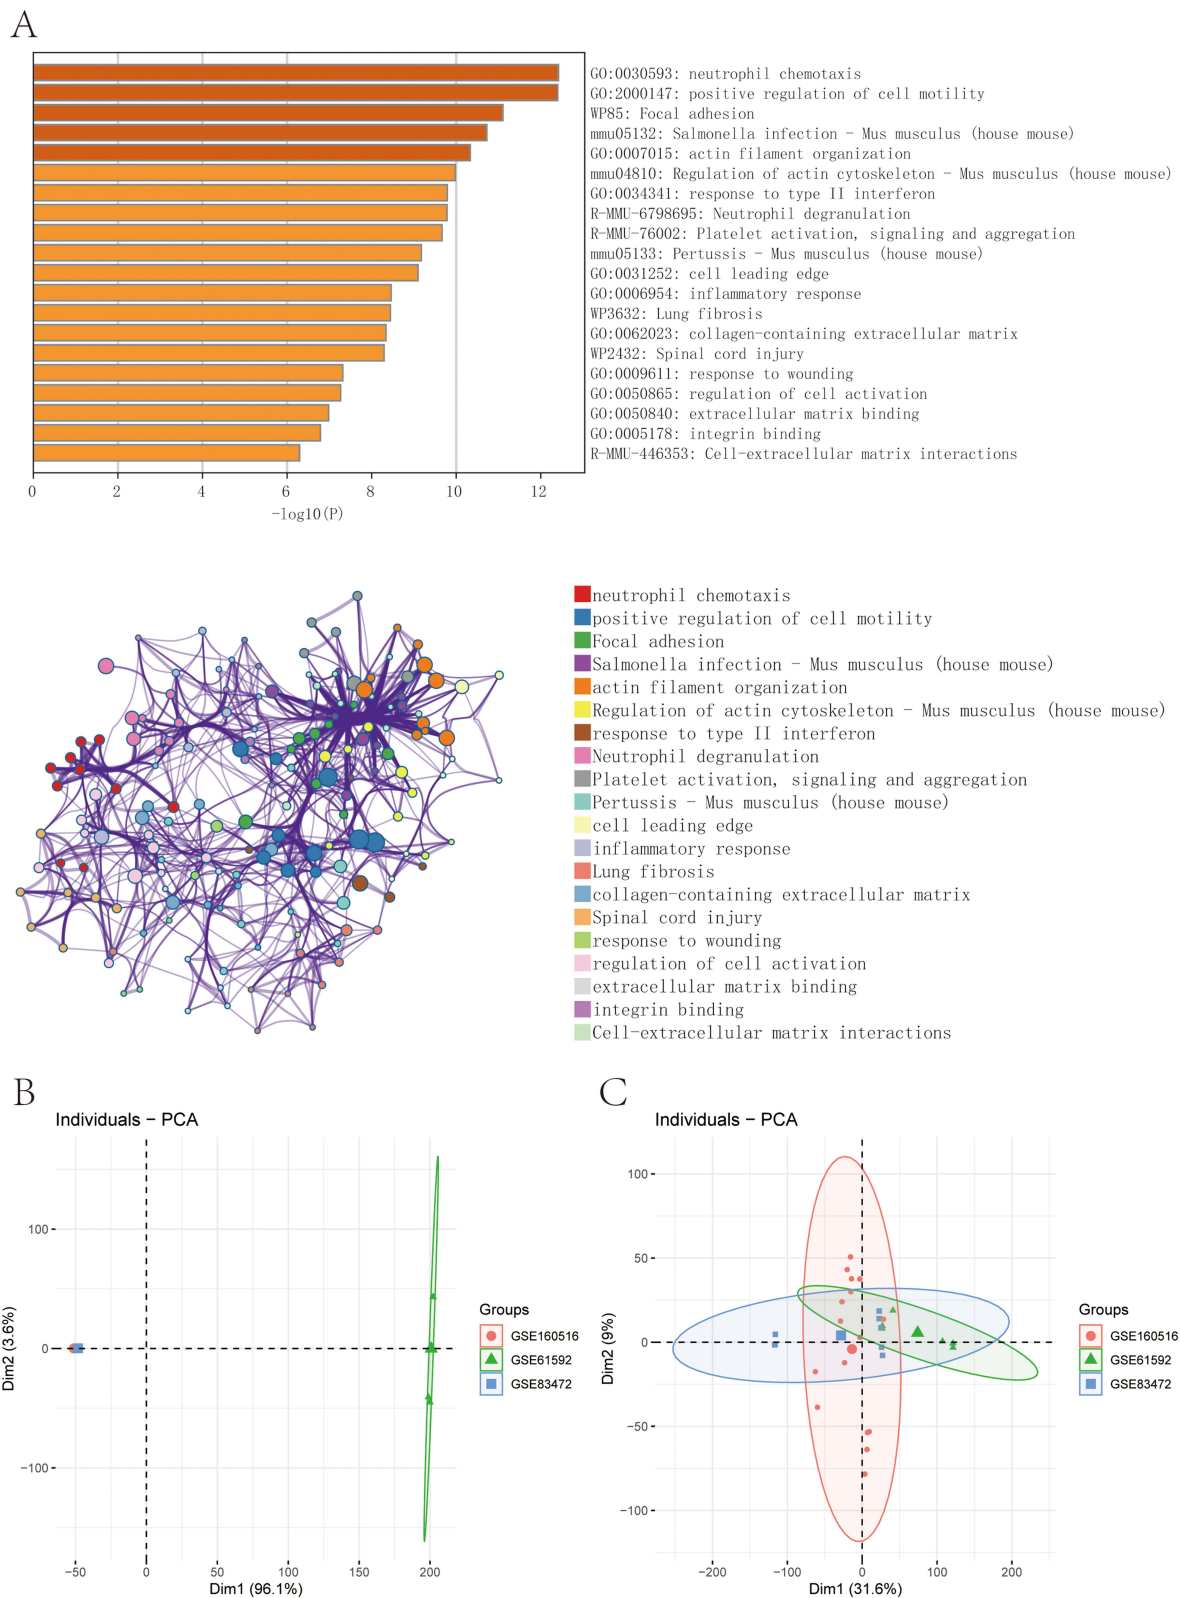 A
GO:0030593: neutrophil chemotaxis
GO:2000147: positive regulation of cell motility
WP85: Focal adhesion
mmu05132: Salmonella infection - Mus musculus (house mouse)
GO:0007015: actin filament organization
mmu04810: Regulation of actin cytoskeleton - Mus musculus (house mouse)
GO:0034341: response to type II interferon
R-MMU-6798695: Neutrophil degranulation
R-MMU-76002: Platelet activation, signaling and aggregation
mmu05133: Pertussis - Mus musculus (house mouse)
GO:0031252: cell leading edge
GO:0006954: inflammatory response
WP3632: Lung fibrosis
GO:0062023: collagen-containing extracellular matrix
WP2432: Spinal cord injury
GO:0009611: response to wounding
GO:0050865: regulation of cell activation
GO:0050840: extracellular matrix binding
GO:0005178: integrin binding
R-MMU-446353: Cell-extracellular matrix interactions
0 2 4 6 8 10 12
-log10(P)
neutrophil chemotaxis
positive regulation of cell motility
Focal adhesion
Salmonella infection - Mus musculus (house mouse)
actin filament organization
Regulation of actin cytoskeleton - Mus musculus (house mouse)
response to type II interferon
Neutrophil degranulation
Platelet activation, signaling and aggregation
Pertussis - Mus musculus (house mouse)
cell leading edge
inflammatory response
Lung fibrosis
collagen-containing extracellular matrix
Spinal cord injury
response to wounding
regulation of cell activation
extracellular matrix binding
integrin binding
Cell-extracellular matrix interactions
B
Individuals - PCA
100
0
-100
Dim2 (3.6%)
-50 0 50 100 150 200
Dim1 (96.1%)
Groups
GSE160516
GSE61592
GSE83472
C
Individuals - PCA
100
50
0
-50
-100
Dim2 (9%)
-200 -100 0 100 200
Dim1 (31.6%)
Groups
GSE160516
GSE61592
GSE83472